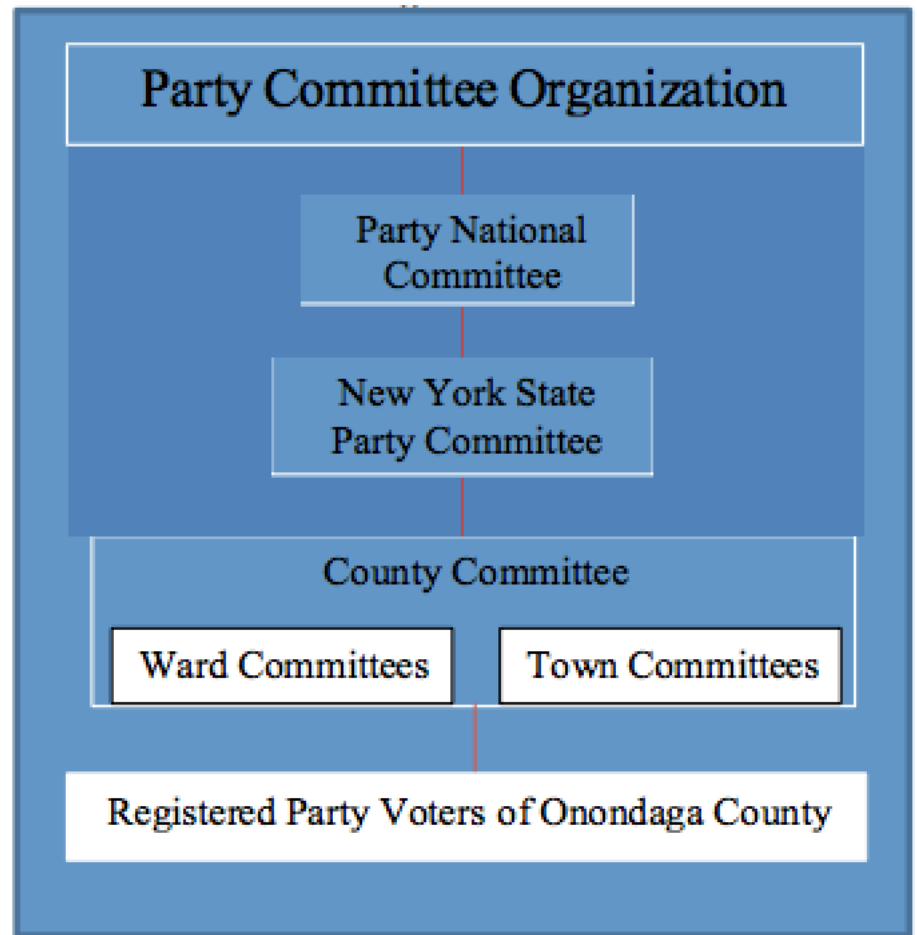 Party Committee Organization
Party National
Committee
New York State
Party Committee
County Committee
Ward Committees
Town Committees
Registered Party Voters of Onondaga County